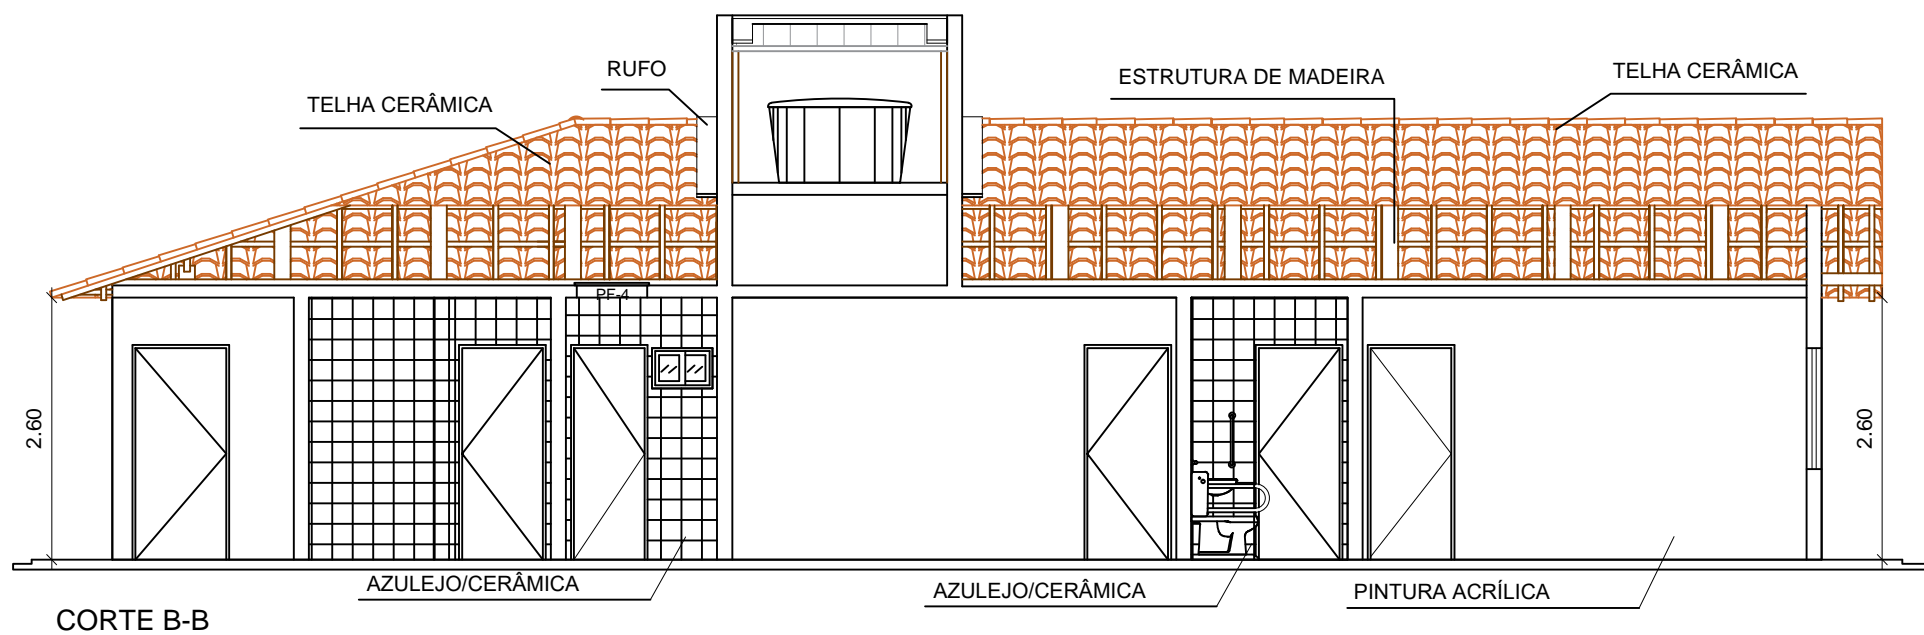 RUFO
ESTRUTURA DE MADEIRA
TELHA CERÂMICA
TELHA CERÂMICA
PF-4
2.60
2.60
AZULEJO/CERÂMICA
AZULEJO/CERÂMICA
PINTURA ACRÍLICA
CORTE B-B